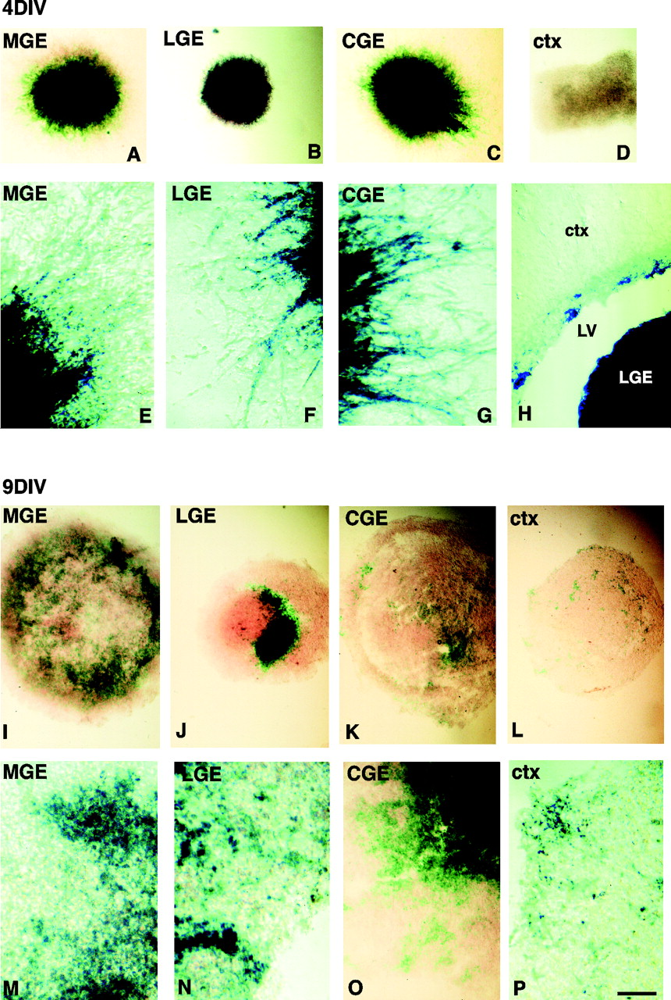 4DIV
MGE LGE CGE ctx
A B C D
MGE LGE CGE ctx
LV
LGE
E F G H
9DIV
MGE LGE CGE ctx
I J K L
MGE LGE CGE ctx
M N O P